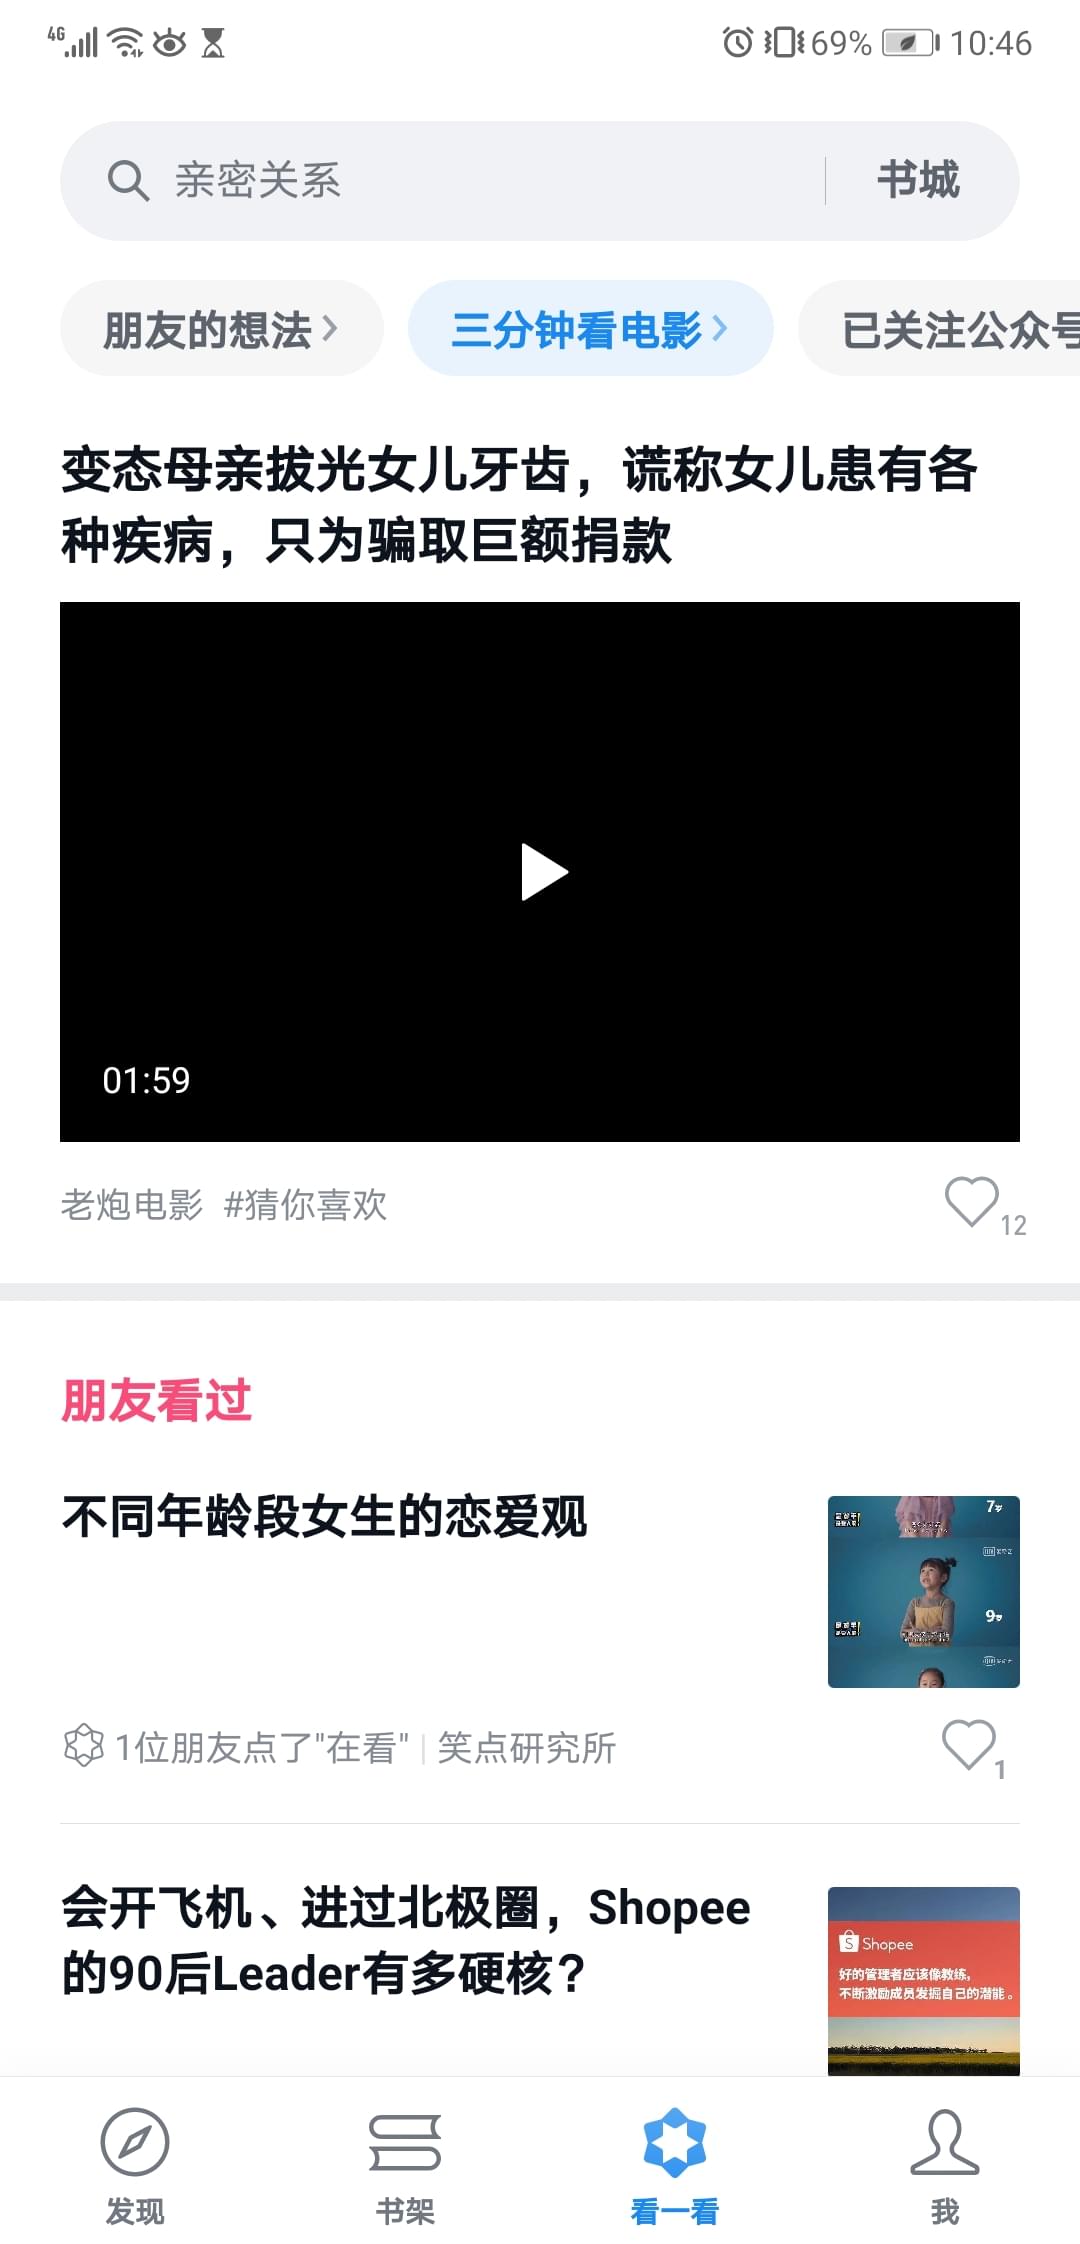 4G 69% 10:46
亲密关系 书城
朋友的想法 三分钟看电影 已关注公众号
变态母亲拔光女儿牙齿，谎称女儿患有各
种疾病，只为骗取巨额捐款
01:59
老炮电影 #猜你喜欢 12
朋友看过
不同年龄段女生的恋爱观
7岁
9岁
1位朋友点了"在看" | 笑点研究所 1
会开飞机、进过北极圈，Shopee
的90后Leader有多硬核？
Shopee
好的管理者应该像教练，
不断激励成员发掘自己的潜能。
发现 书架 看一看 我